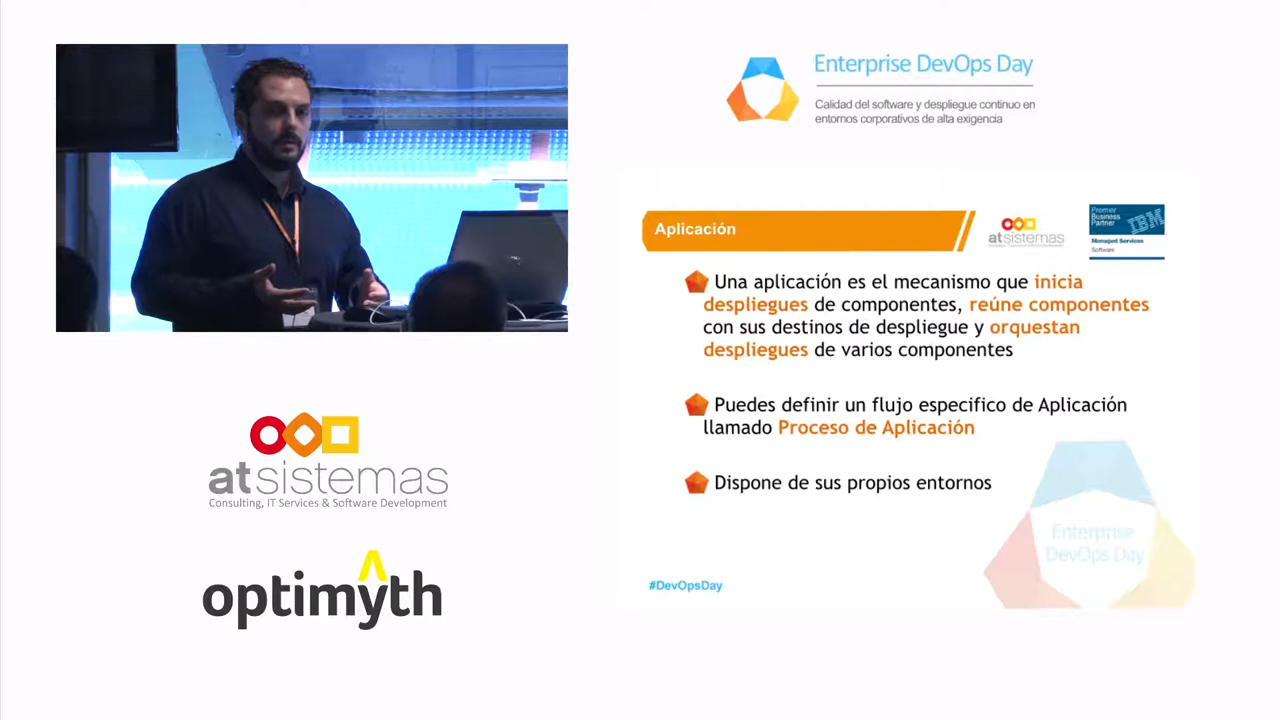 Enterprise DevOps Day
Calidad del software y despliegue continuo en
entornos corporativos de alta exigencia
Aplicación
atsistemas
Premier
Business
Partner
IBM
Managed Services
Software
Una aplicación es el mecanismo que inicia
despliegues de componentes, reúne componentes
con sus destinos de despliegue y orquestan
despliegues de varios componentes
Puedes definir un flujo especifico de Aplicación
llamado Proceso de Aplicación
Dispone de sus propios entornos
Enterprise
DevOps Day
#DevOpsDay
atsistemas
Consulting, IT Services & Software Development
optimyth